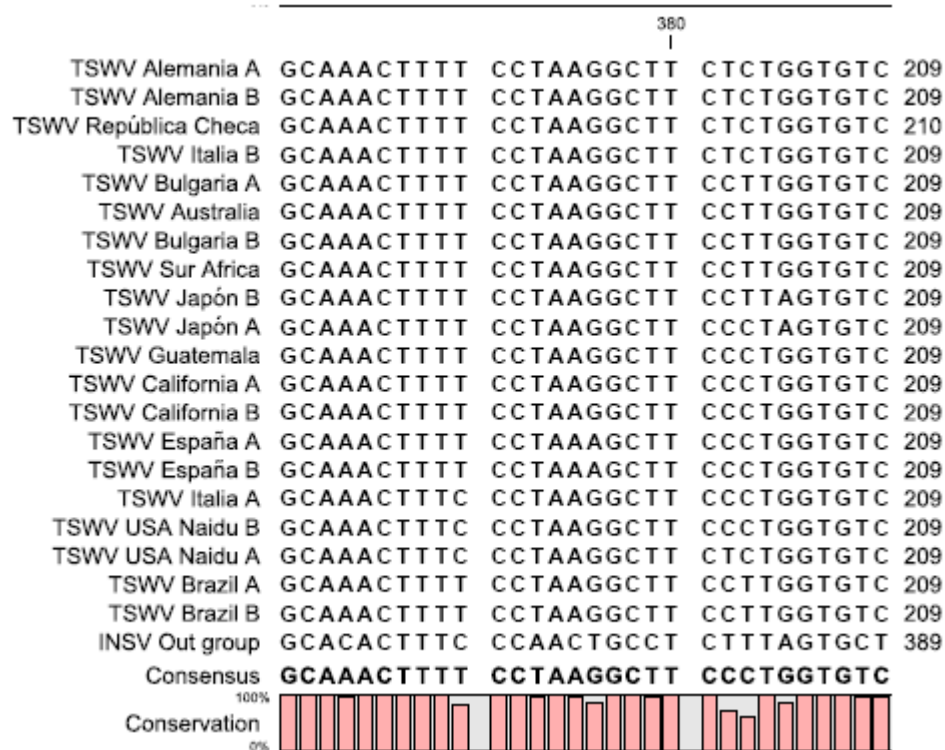 380
TSWV Alemania A GCAAACTTTT CCTAAGGCTT CTCTGGTGTC 209
TSWV Alemania B GCAAACTTTT CCTAAGGCTT CTCTGGTGTC 209
TSWV República Checa GCAAACTTTT CCTAAGGCTT CTCTGGTGTC 210
TSWV Italia B GCAAACTTTT CCTAAGGCTT CTCTGGTGTC 209
TSWV Bulgaria A GCAAACTTTT CCTAAGGCTT CCTTGGTGTC 209
TSWV Australia GCAAACTTTT CCTAAGGCTT CCTTGGTGTC 209
TSWV Bulgaria B GCAAACTTTT CCTAAGGCTT CCTTGGTGTC 209
TSWV Sur Africa GCAAACTTTT CCTAAGGCTT CCTTGGTGTC 209
TSWV Japón B GCAAACTTTT CCTAAGGCTT CCTTAGTGTC 209
TSWV Japón A GCAAACTTTT CCTAAGGCTT CCCTAGTGTC 209
TSWV Guatemala GCAAACTTTT CCTAAGGCTT CCCTGGTGTC 209
TSWV California A GCAAACTTTT CCTAAGGCTT CCCTGGTGTC 209
TSWV California B GCAAACTTTT CCTAAGGCTT CCCTGGTGTC 209
TSWV España A GCAAACTTTT CCTAAAGCTT CCCTGGTGTC 209
TSWV España B GCAAACTTTT CCTAAAGCTT CCCTGGTGTC 209
TSWV Italia A GCAAACTTTC CCTAAGGCTT CCCTGGTGTC 209
TSWV USA Naidu B GCAAACTTTC CCTAAGGCTT CCCTGGTGTC 209
TSWV USA Naidu A GCAAACTTTC CCTAAGGCTT CTCTGGTGTC 209
TSWV Brazil A GCAAACTTTT CCTAAGGCTT CCTTGGTGTC 209
TSWV Brazil B GCAAACTTTT CCTAAGGCTT CCTTGGTGTC 209
INSV Out group GCACACTTTC CCAACTGCCT CTTTAGTGCT 389
Consensus GCAAACTTTT CCTAAGGCTT CCCTGGTGTC
100%
Conservation
0%